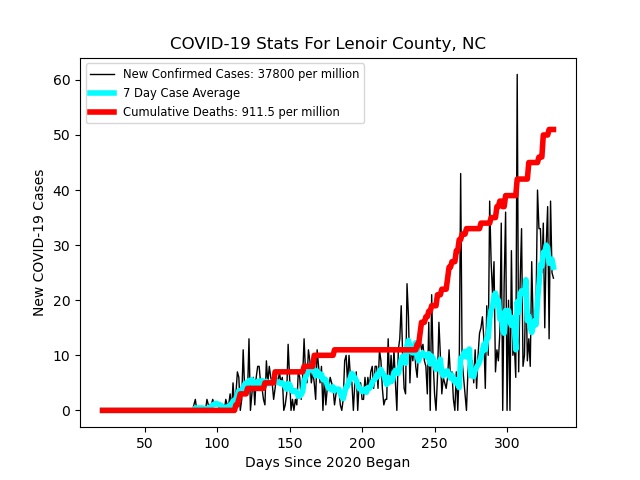 COVID-19 Stats For Lenoir County, NC
New Confirmed Cases: 37800 per million
7 Day Case Average
Cumulative Deaths: 911.5 per million
New COVID-19 Cases
60
50
40
30
20
10
0
50 100 150 200 250 300
Days Since 2020 Began